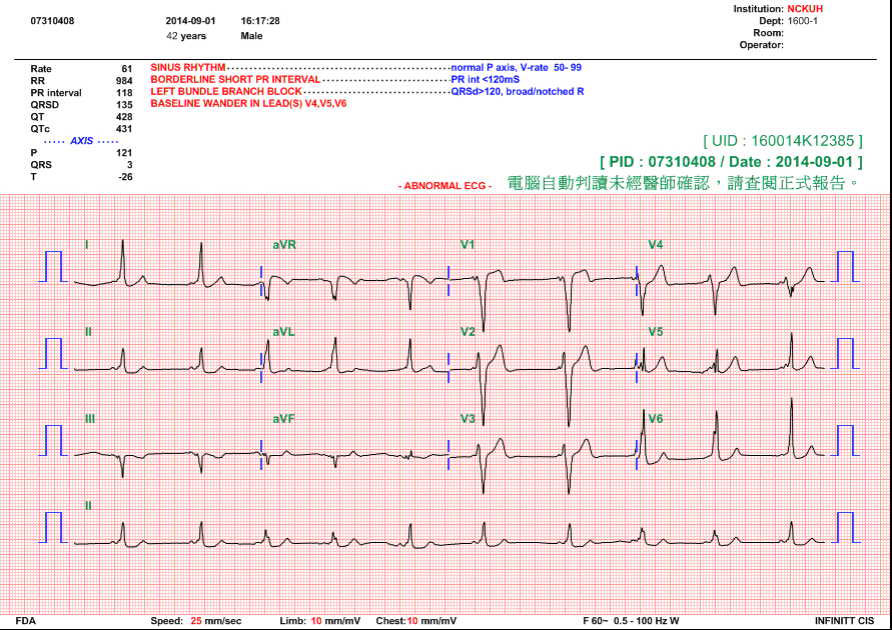 Institution: NCKUH
07310408 2014-09-01 16:17:28 Dept: 1600-1
42 years Male Room:
Operator:
Rate 61 SINUS RHYTHM - - - - - normal P axis, V-rate 50- 99
RR 984 BORDERLINE SHORT PR INTERVAL - - - - - PR int <120mS
PR interval 118 LEFT BUNDLE BRANCH BLOCK - - - - - QRSd>120, broad/notched R
QRSD 135 BASELINE WANDER IN LEAD(S) V4,V5,V6
QT 428
QTc 431
- - - - - AXIS - - - - -
P 121
QRS 3
T -26
[ UID : 160014K12385 ]
[ PID : 07310408 / Date : 2014-09-01 ]
- ABNORMAL ECG - 電腦自動判讀未經醫師確認，請查閱正式報告。
I aVR V1 V4
II aVL V2 V5
III aVF V3 V6
II
FDA Speed: 25 mm/sec Limb: 10 mm/mV Chest:10 mm/mV F 60~ 0.5 - 100 Hz W INFINITT CIS